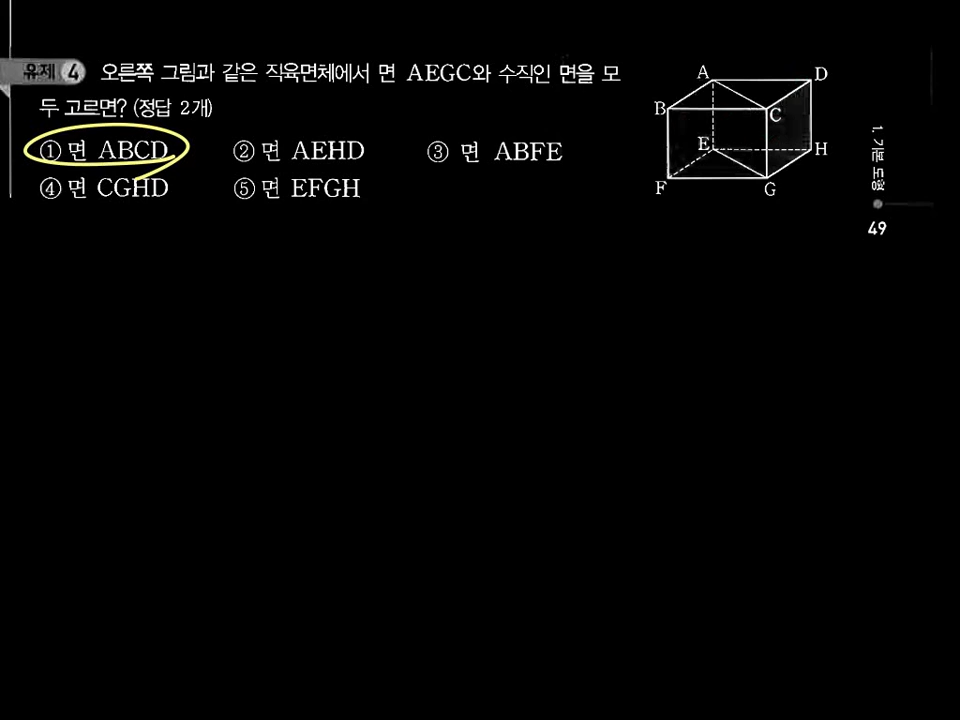 유제 4 오른쪽 그림과 같은 직육면체에서 면 AEGC와 수직인 면을 모
두 고르면? (정답 2개)
① 면 ABCD ② 면 AEHD ③ 면 ABFE
④ 면 CGHD ⑤ 면 EFGH
A D
B C
E H
F G
1. 기본 도형
49